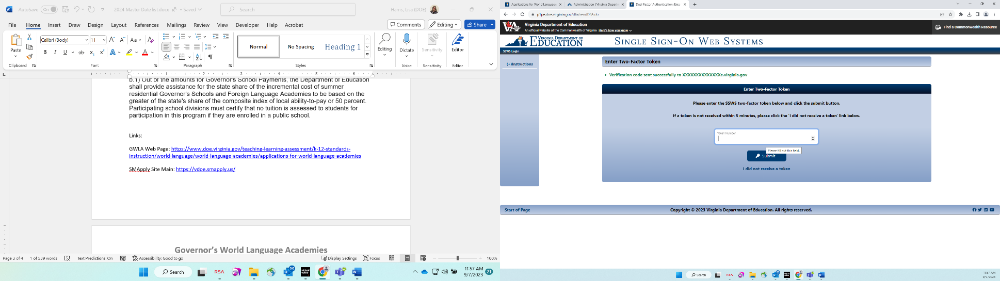 AutoSave On
2024 Master Date list.docx • Saved
Search
Harris, Lisa (DOE)
File Home Insert Draw Design Layout References Mailings Review View Developer Help Acrobat
Comments Editing Share
Paste
Calibri (Body) 11
Normal No Spacing Heading 1
Editing
Dictate
Sensitivity
Editor
Clipboard Font Paragraph Styles Voice Sensitivity Editor
b.1) Out of the amounts for Governor's School Payments, the Department of Education
shall provide assistance for the state share of the incremental cost of summer
residential Governor's Schools and Foreign Language Academies to be based on the
greater of the state's share of the composite index of local ability-to-pay or 50 percent.
Participating school divisions must certify that no tuition is assessed to students for
participation in this program if they are enrolled in a public school.
Links:
GWLA Web Page: https://www.doe.virginia.gov/teaching-learning-assessment/k-12-standards-
instruction/world-language/world-language-academies/applications-for-world-language-academies
SMApply Site Main: https://vdoe.smapply.us/
Governor's World Language Academies
Page 3 of 4 1 of 539 words Text Predictions: On Accessibility: Good to go Display Settings Focus 100%
Search
RSA
virtual
voice
11:57 AM
9/7/2023
21
Applications for World Language
Administration | Virginia Departm
Dual Factor Authentication: Ente
p1pe.doe.virginia.gov/dfa/sendDFA.do
VA
Virginia Department of Education
An official website of the Commonwealth of Virginia Here's how you know
Find a Commonwealth Resource
VIRGINIA DEPARTMENT OF
EDUCATION
SINGLE SIGN-ON WEB SYSTEMS
SSWS Login
(+)Instructions
Enter Two-Factor Token
• Verification code sent successfully to XXXXXXXXXXXXXXXe.virginia.gov
Enter Two-Factor Token
Please enter the SSWS two-factor token below and click the submit button.
If a token is not received within 5 minutes, please click the 'I did not receive a token' link below.
Token Number
Please fill out this field.
Submit
I did not receive a token
Start of Page
Copyright © 2023 Virginia Department of Education. All rights reserved.
Search
RSA
11:57 AM
9/7/2023